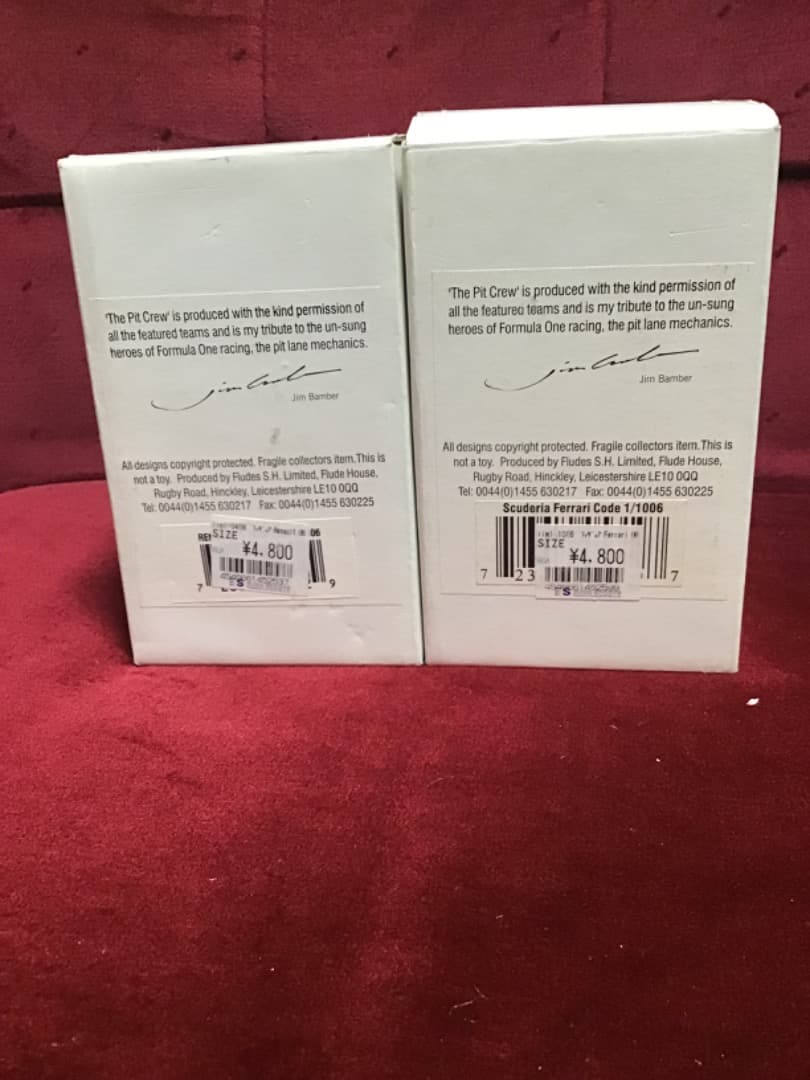 'The Pit Crew' is produced with the kind permission of
all the featured teams and is my tribute to the un-sung
heroes of Formula One racing, the pit lane mechanics.
Jim Bamber
All designs copyright protected. Fragile collectors item. This is
not a toy. Produced by Fludes S.H. Limited, Flude House,
Rugby Road, Hinckley, Leicestershire LE10 0QQ
Tel: 0044(0)1455 630217 Fax: 0044(0)1455 630225
06
SIZE
¥4.800
7 9
S
'The Pit Crew' is produced with the kind permission of
all the featured teams and is my tribute to the un-sung
heroes of Formula One racing, the pit lane mechanics.
Jim Bamber
All designs copyright protected. Fragile collectors item. This is
not a toy. Produced by Fludes S.H. Limited, Flude House,
Rugby Road, Hinckley, Leicestershire LE10 0QQ
Tel: 0044(0)1455 630217 Fax: 0044(0)1455 630225
Scuderia Ferrari Code 1/1006
SIZE
¥4.800
7 23 7
S